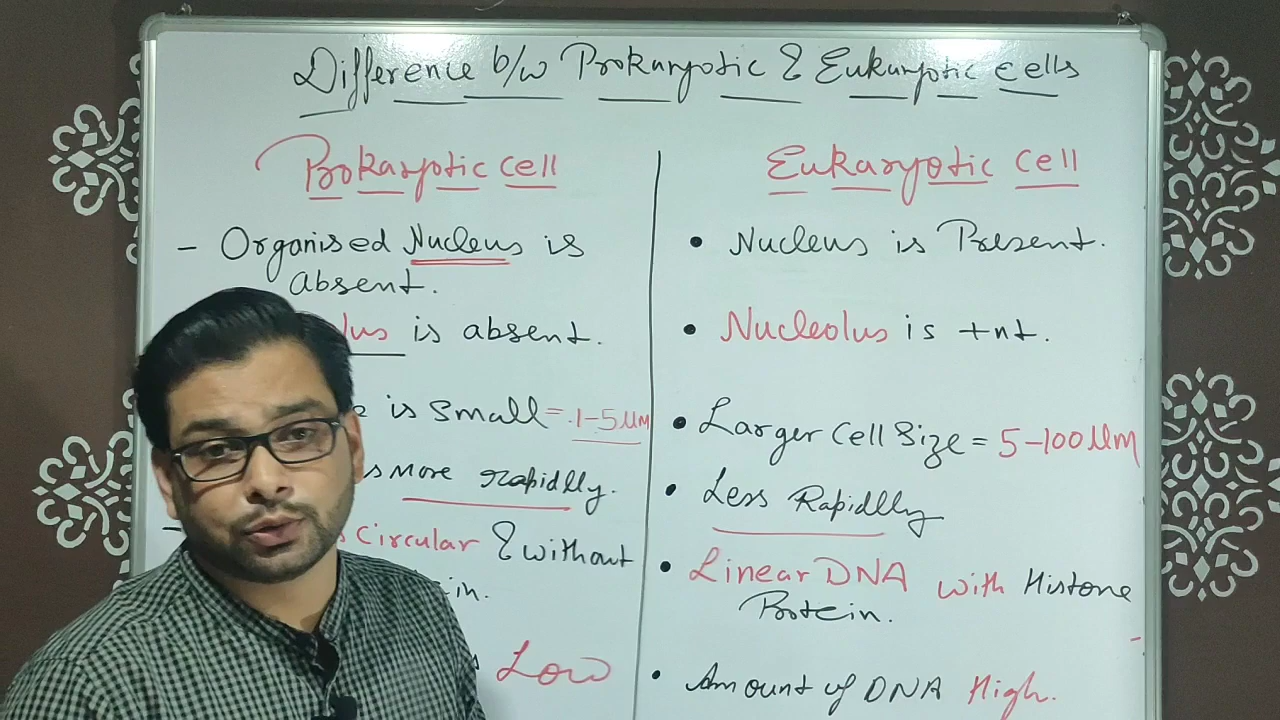 Difference b/w Prokaryotic & Eukaryotic cells
Prokaryotic cell
- Organised Nucleus is
absent.
lus is absent.
is small = .1-5 μm
s more rapidlly.
Circular & without
in.
Low
Eukaryotic cell
• Nucleus is Present.
• Nucleolus is +nt.
• Larger Cell Size = 5-100 μm
• Less Rapidlly
• Linear DNA with Histone
Protein.
• Amount of DNA High.